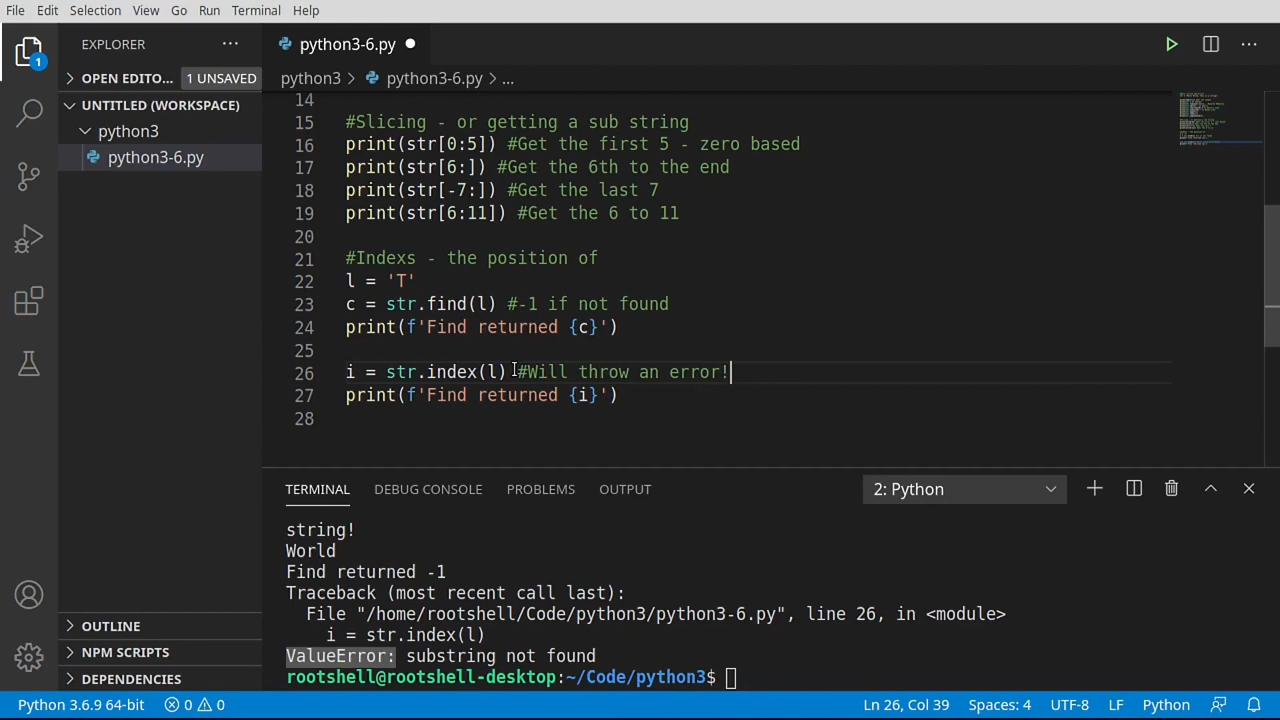 File Edit Selection View Go Run Terminal Help
EXPLORER ...
python3-6.py
OPEN EDITO... 1 UNSAVED
python3 > python3-6.py > ...
UNTITLED (WORKSPACE)
python3
python3-6.py
1
14
15 #Slicing - or getting a sub string
16 print(str[0:5]) #Get the first 5 - zero based
17 print(str[6:]) #Get the 6th to the end
18 print(str[-7:]) #Get the last 7
19 print(str[6:11]) #Get the 6 to 11
20
21 #Indexs - the position of
22 l = 'T'
23 c = str.find(l) #-1 if not found
24 print(f'Find returned {c}')
25
26 i = str.index(l) #Will throw an error!
27 print(f'Find returned {i}')
28
TERMINAL DEBUG CONSOLE PROBLEMS OUTPUT 2: Python
string!
World
Find returned -1
Traceback (most recent call last):
File "/home/rootshell/Code/python3/python3-6.py", line 26, in <module>
i = str.index(l)
ValueError: substring not found
rootshell@rootshell-desktop:~/Code/python3$
OUTLINE
NPM SCRIPTS
DEPENDENCIES
Python 3.6.9 64-bit 0 0 Ln 26, Col 39 Spaces: 4 UTF-8 LF Python